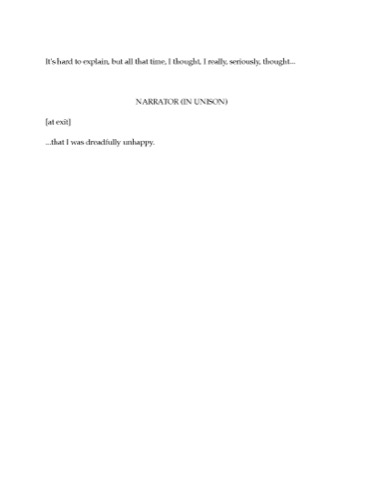 It's hard to explain, but all that time, I thought, I really, seriously, thought...
NARRATOR (IN UNISON)
[at exit]
...that I was dreadfully unhappy.